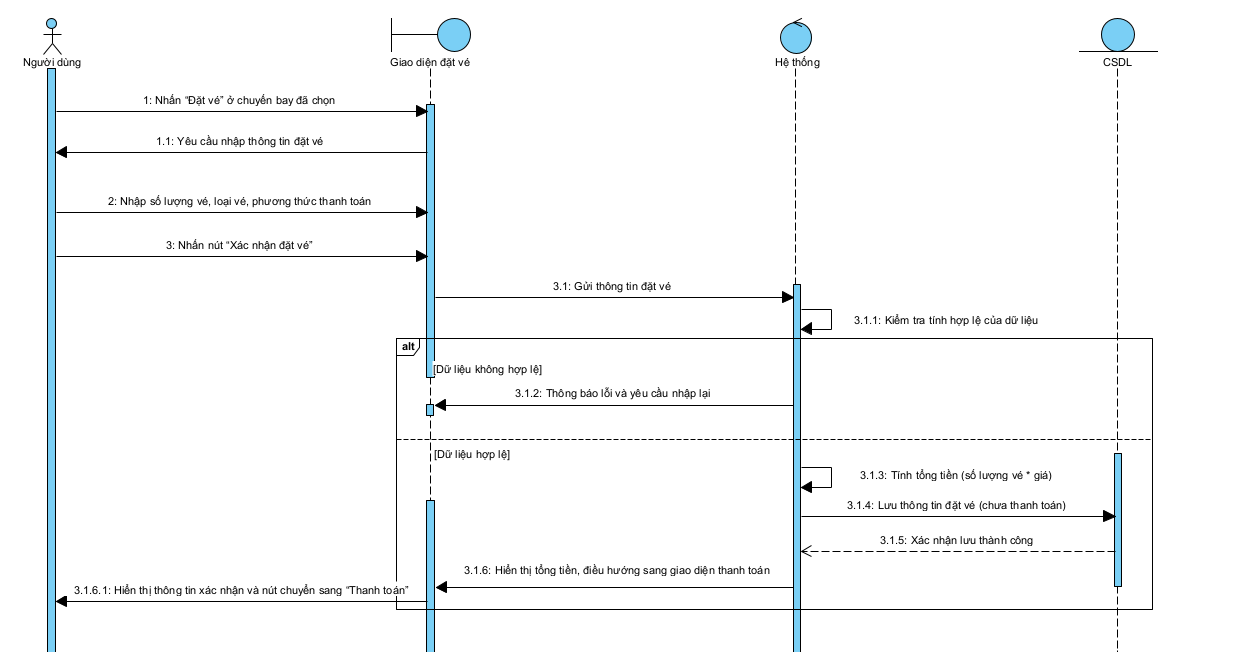 Người dùng
Giao diện đặt vé
Hệ thống
CSDL
1: Nhấn “Đặt vé” ở chuyến bay đã chọn
1.1: Yêu cầu nhập thông tin đặt vé
2: Nhập số lượng vé, loại vé, phương thức thanh toán
3: Nhấn nút “Xác nhận đặt vé”
3.1: Gửi thông tin đặt vé
3.1.1: Kiểm tra tính hợp lệ của dữ liệu
alt
[Dữ liệu không hợp lệ]
3.1.2: Thông báo lỗi và yêu cầu nhập lại
[Dữ liệu hợp lệ]
3.1.3: Tính tổng tiền (số lượng vé * giá)
3.1.4: Lưu thông tin đặt vé (chưa thanh toán)
3.1.5: Xác nhận lưu thành công
3.1.6: Hiển thị tổng tiền, điều hướng sang giao diện thanh toán
3.1.6.1: Hiển thị thông tin xác nhận và nút chuyển sang “Thanh toán”